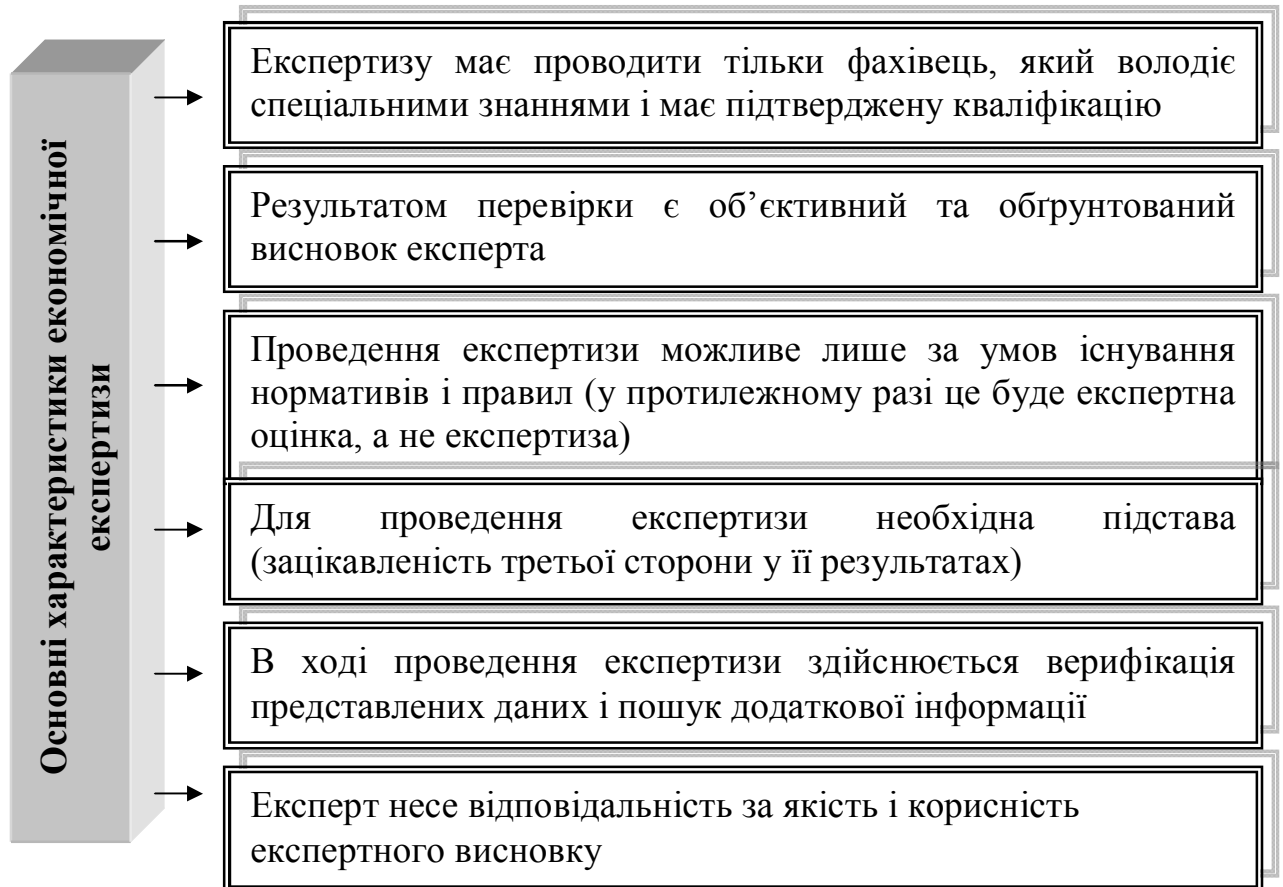 Основні характеристики економічної
експертизи
Експертизу має проводити тільки фахівець, який володіє
спеціальними знаннями і має підтверджену кваліфікацію
Результатом перевірки є об’єктивний та обґрунтований
висновок експерта
Проведення експертизи можливе лише за умов існування
нормативів і правил (у протилежному разі це буде експертна
оцінка, а не експертиза)
Для проведення експертизи необхідна підстава
(зацікавленість третьої сторони у її результатах)
В ході проведення експертизи здійснюється верифікація
представлених даних і пошук додаткової інформації
Експерт несе відповідальність за якість і корисність
експертного висновку